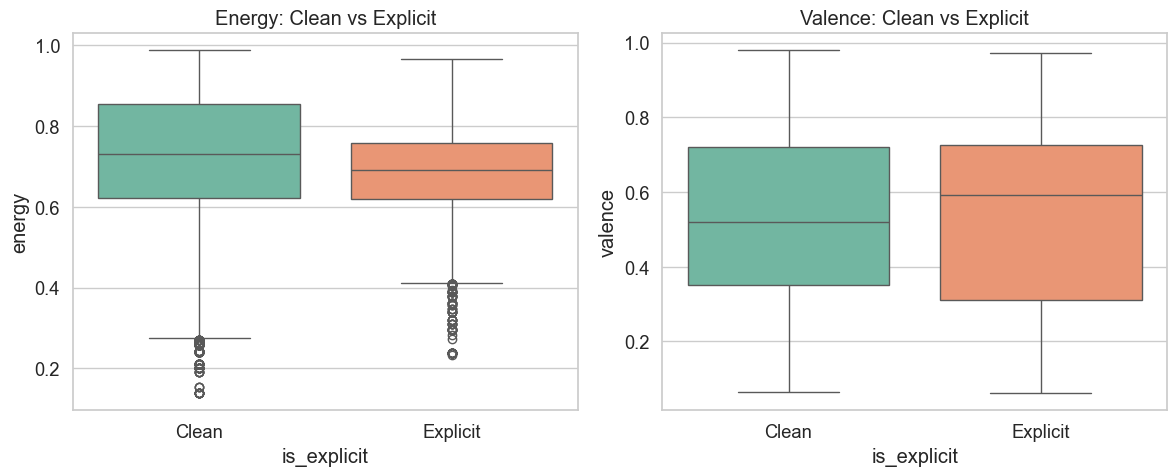 Energy: Clean vs Explicit
1.0
0.8
0.6
0.4
0.2
energy
Clean
Explicit
is_explicit
Valence: Clean vs Explicit
1.0
0.8
0.6
0.4
0.2
valence
Clean
Explicit
is_explicit